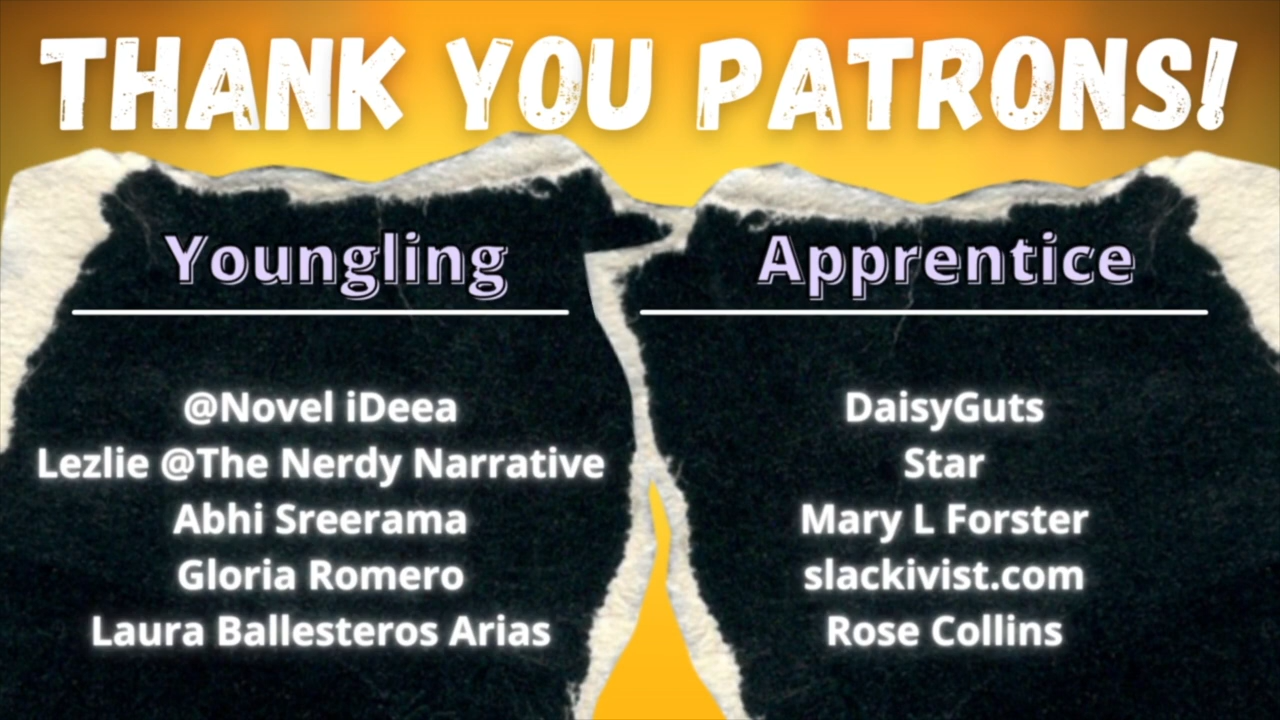 THANK YOU PATRONS!
Youngling
@Novel iDeea
Lezlie @The Nerdy Narrative
Abhi Sreerama
Gloria Romero
Laura Ballesteros Arias
Apprentice
DaisyGuts
Star
Mary L Forster
slackivist.com
Rose Collins